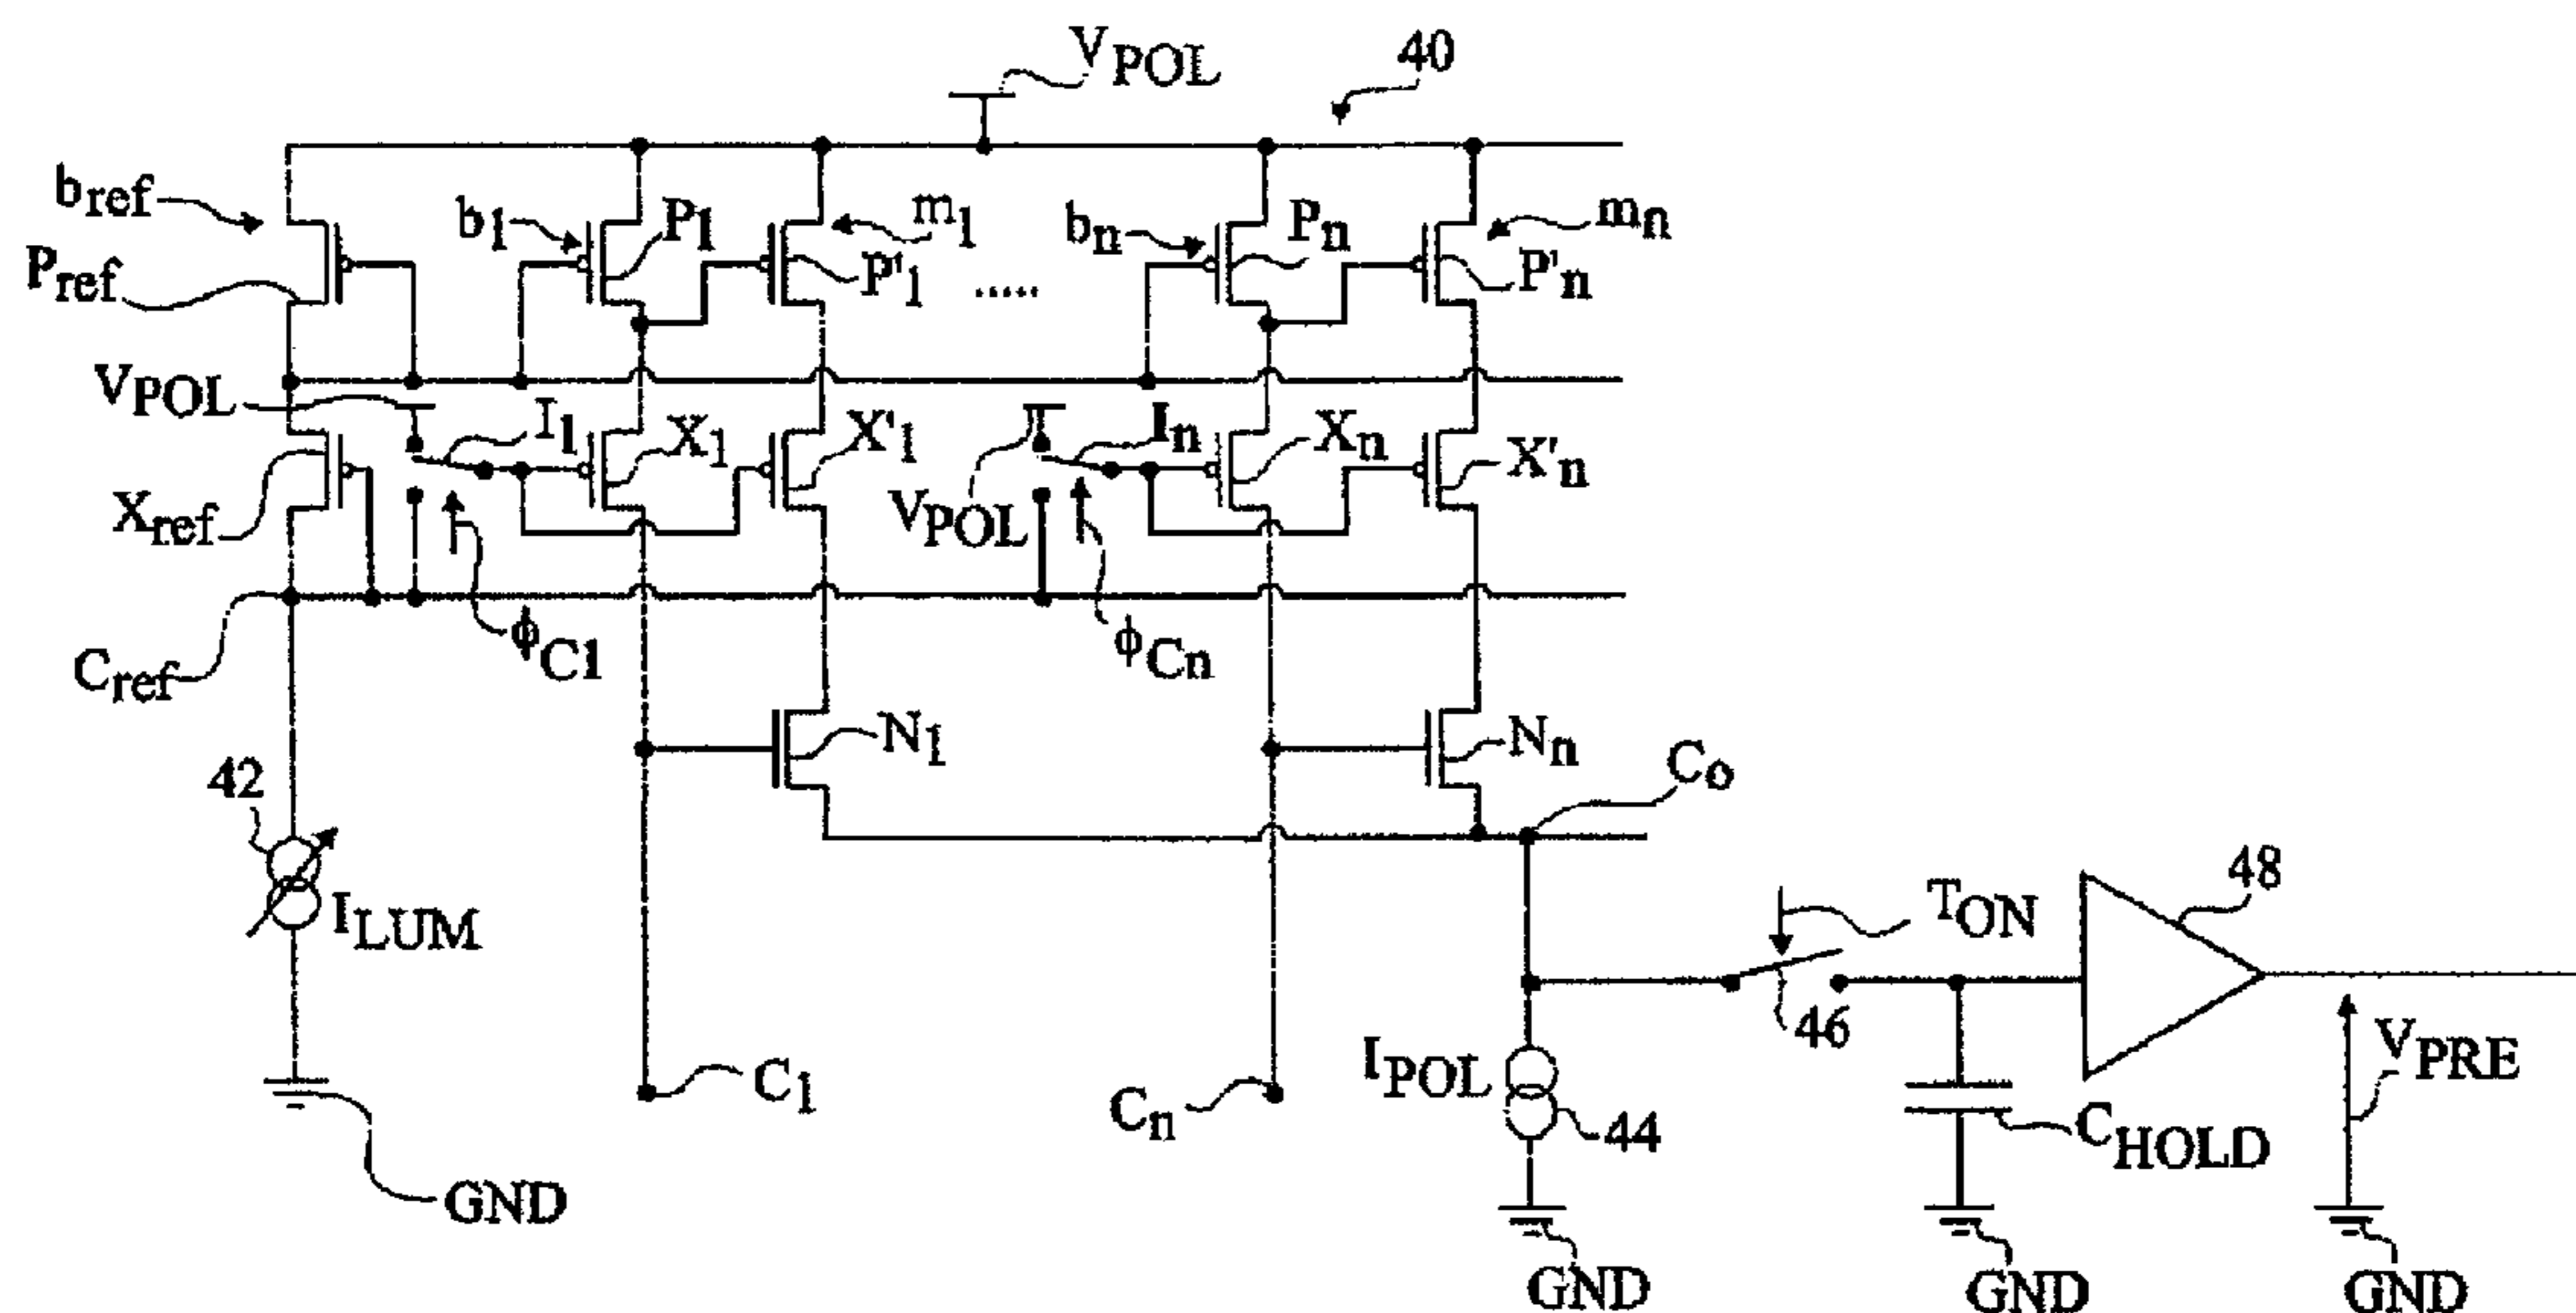 VPOL 40
bref b1 P1 m1 bn Pn mn
Pref P'1 ..... P'n
VPOL I1 X1 X'1 In Xn X'n
Xref VPOL
Cref ϕC1 ϕCn
N1 Nn Co
42
ILUM TON 48
46
C1 Cn IPOL VPRE
44 CHOLD
GND
GND GND GND